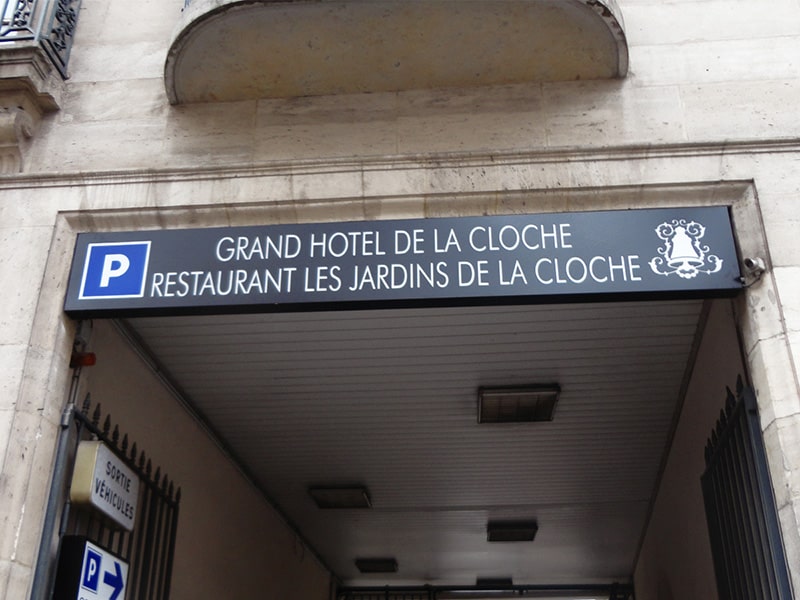 GRAND HOTEL DE LA CLOCHE
P
RESTAURANT LES JARDINS DE LA CLOCHE
SORTIE
VÉHICULES
P